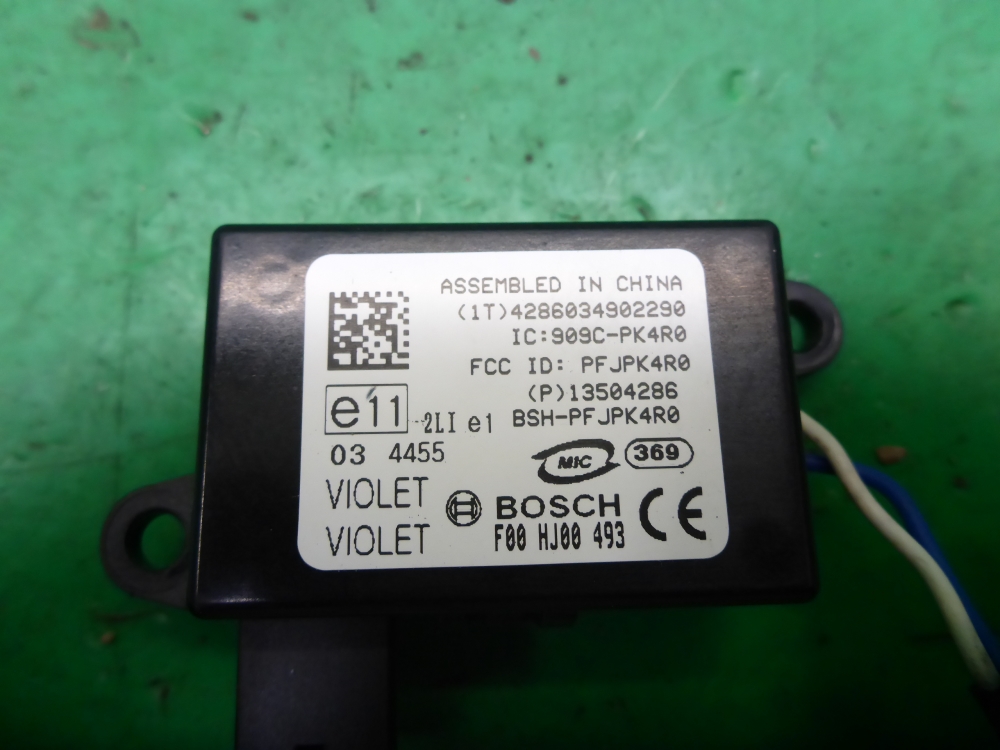 ASSEMBLED IN CHINA
(1T)4286034902290
IC:909C-PK4R0
FCC ID: PFJPK4R0
(P)13504286
e11 2LI e1 BSH-PFJPK4R0
03 4455
MIC 369
VIOLET
BOSCH CE
VIOLET
F00 HJ00 493